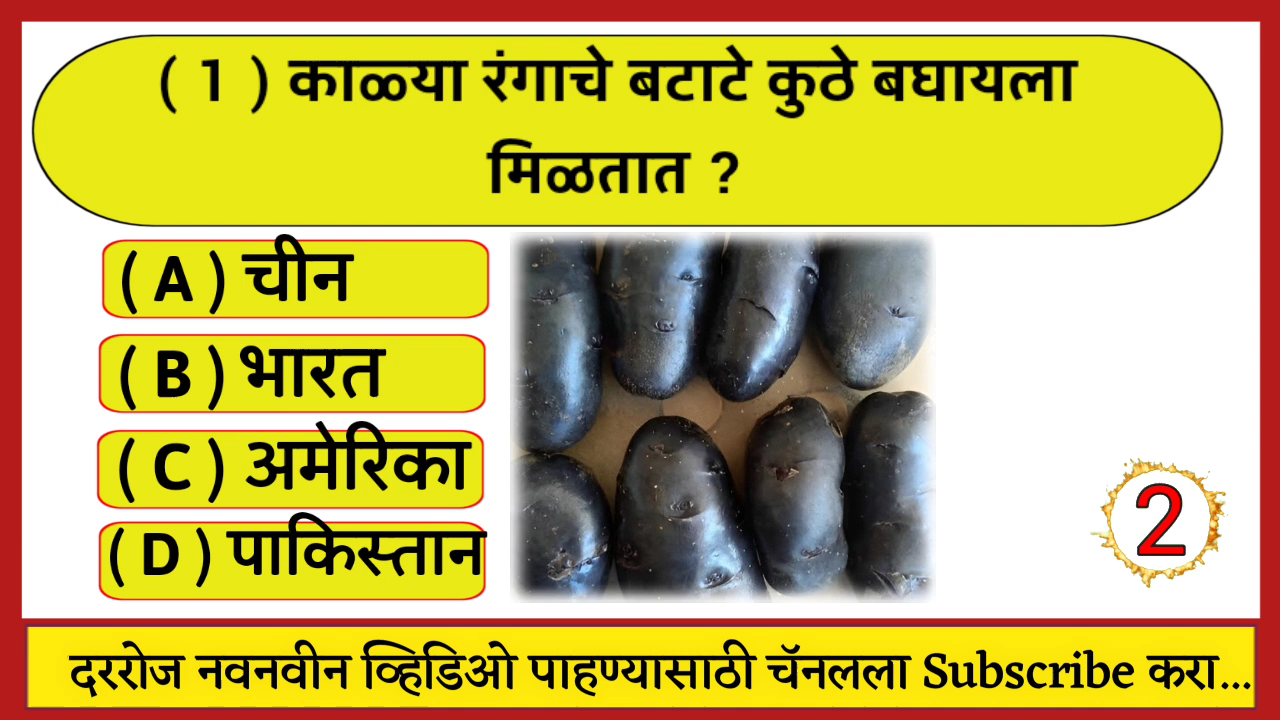 ( 1 ) काळ्या रंगाचे बटाटे कुठे बघायला
मिळतात ?
( A ) चीन
( B ) भारत
( C ) अमेरिका
( D ) पाकिस्तान
2
दररोज नवनवीन व्हिडिओ पाहण्यासाठी चॅनलला Subscribe करा...